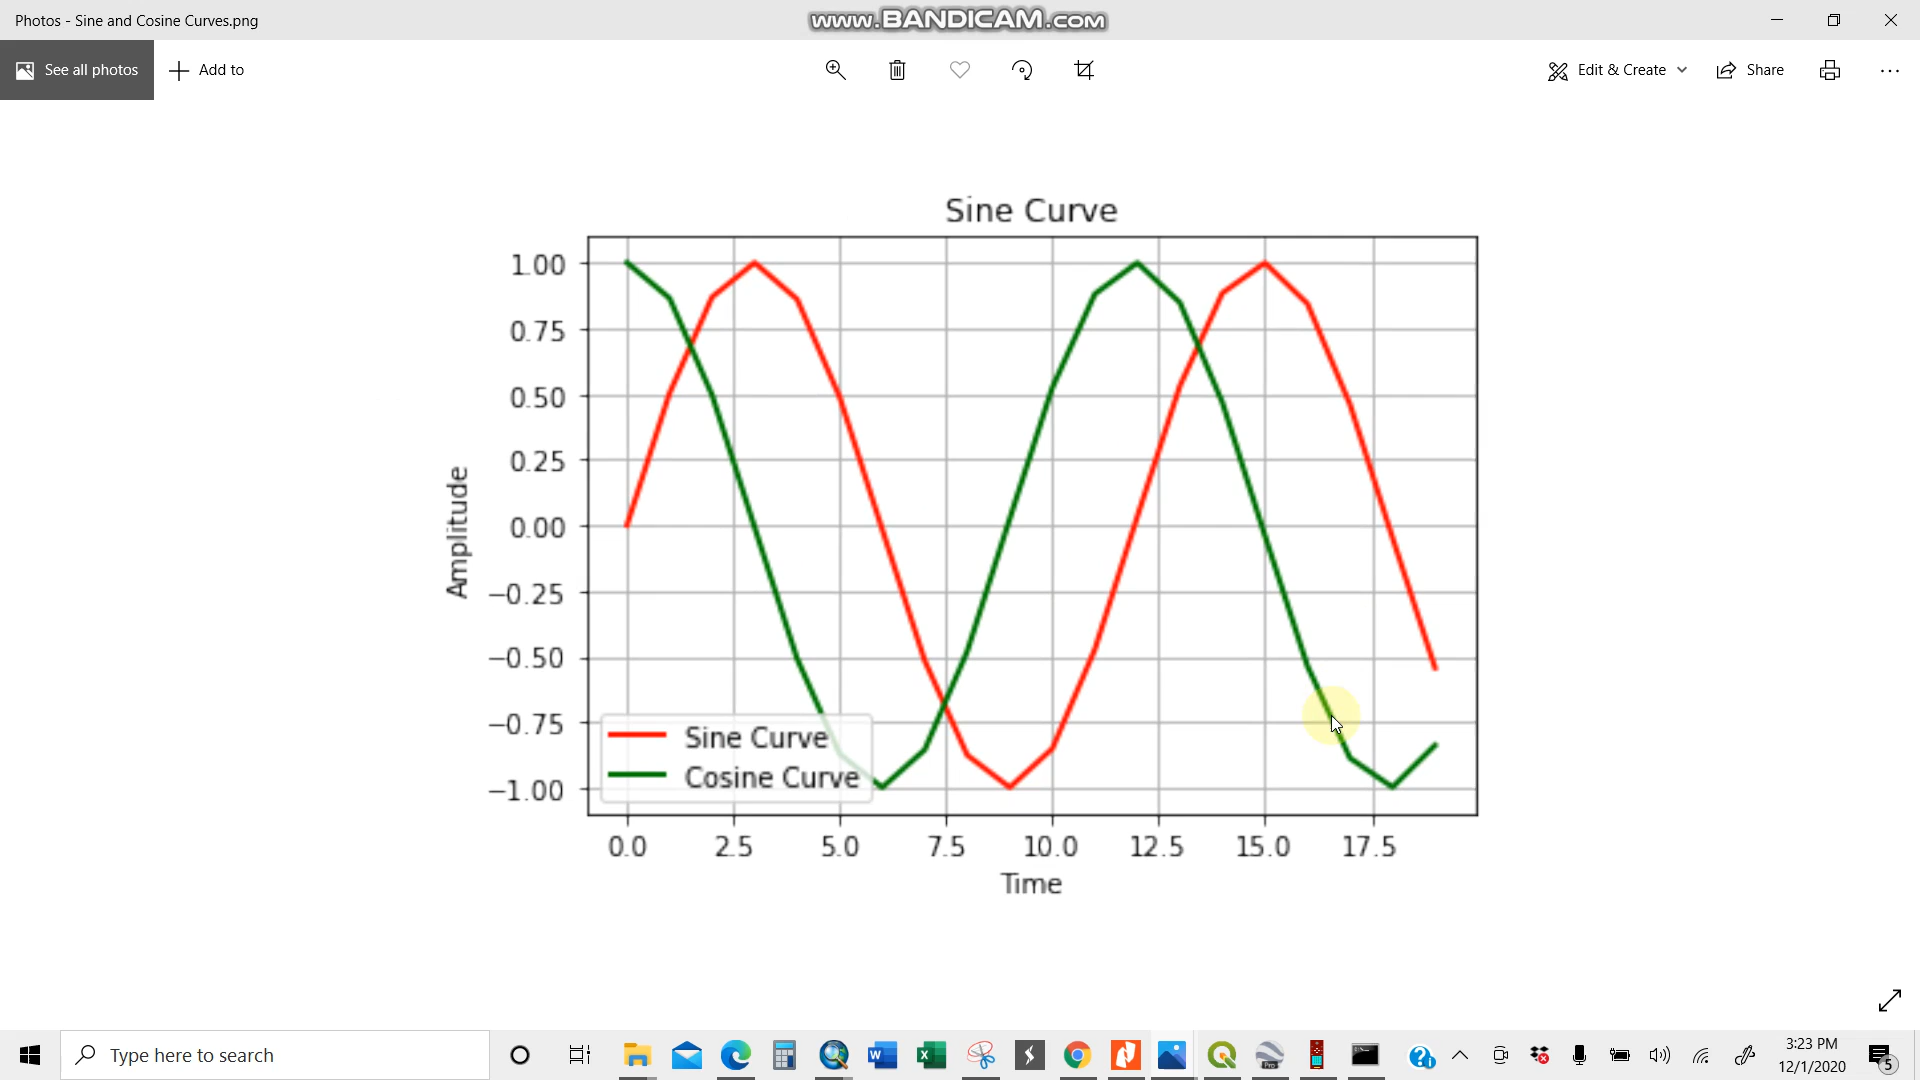 Photos - Sine and Cosine Curves.png
www.BANDICAM.com
See all photos
Add to
Edit & Create
Share
Sine Curve
1.00
0.75
0.50
0.25
0.00
−0.25
−0.50
−0.75
−1.00
Amplitude
Sine Curve
Cosine Curve
0.0 2.5 5.0 7.5 10.0 12.5 15.0 17.5
Time
Type here to search
Pro
3:23 PM
12/1/2020
5